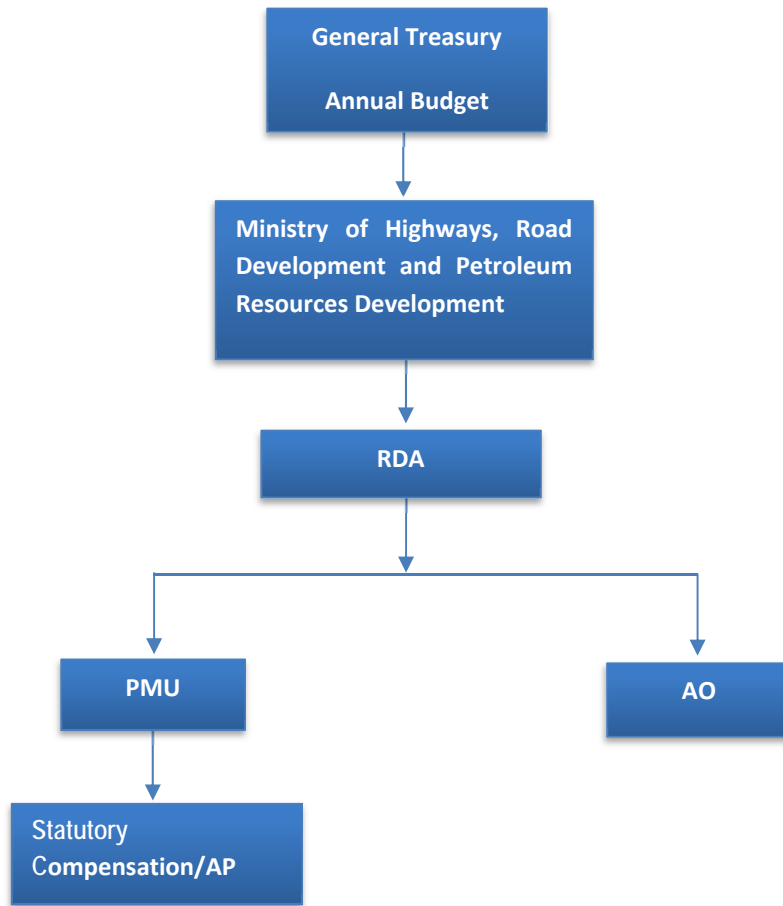 General Treasury
Annual Budget
Ministry of Highways, Road
Development and Petroleum
Resources Development
RDA
PMU
AO
Statutory
Compensation/AP